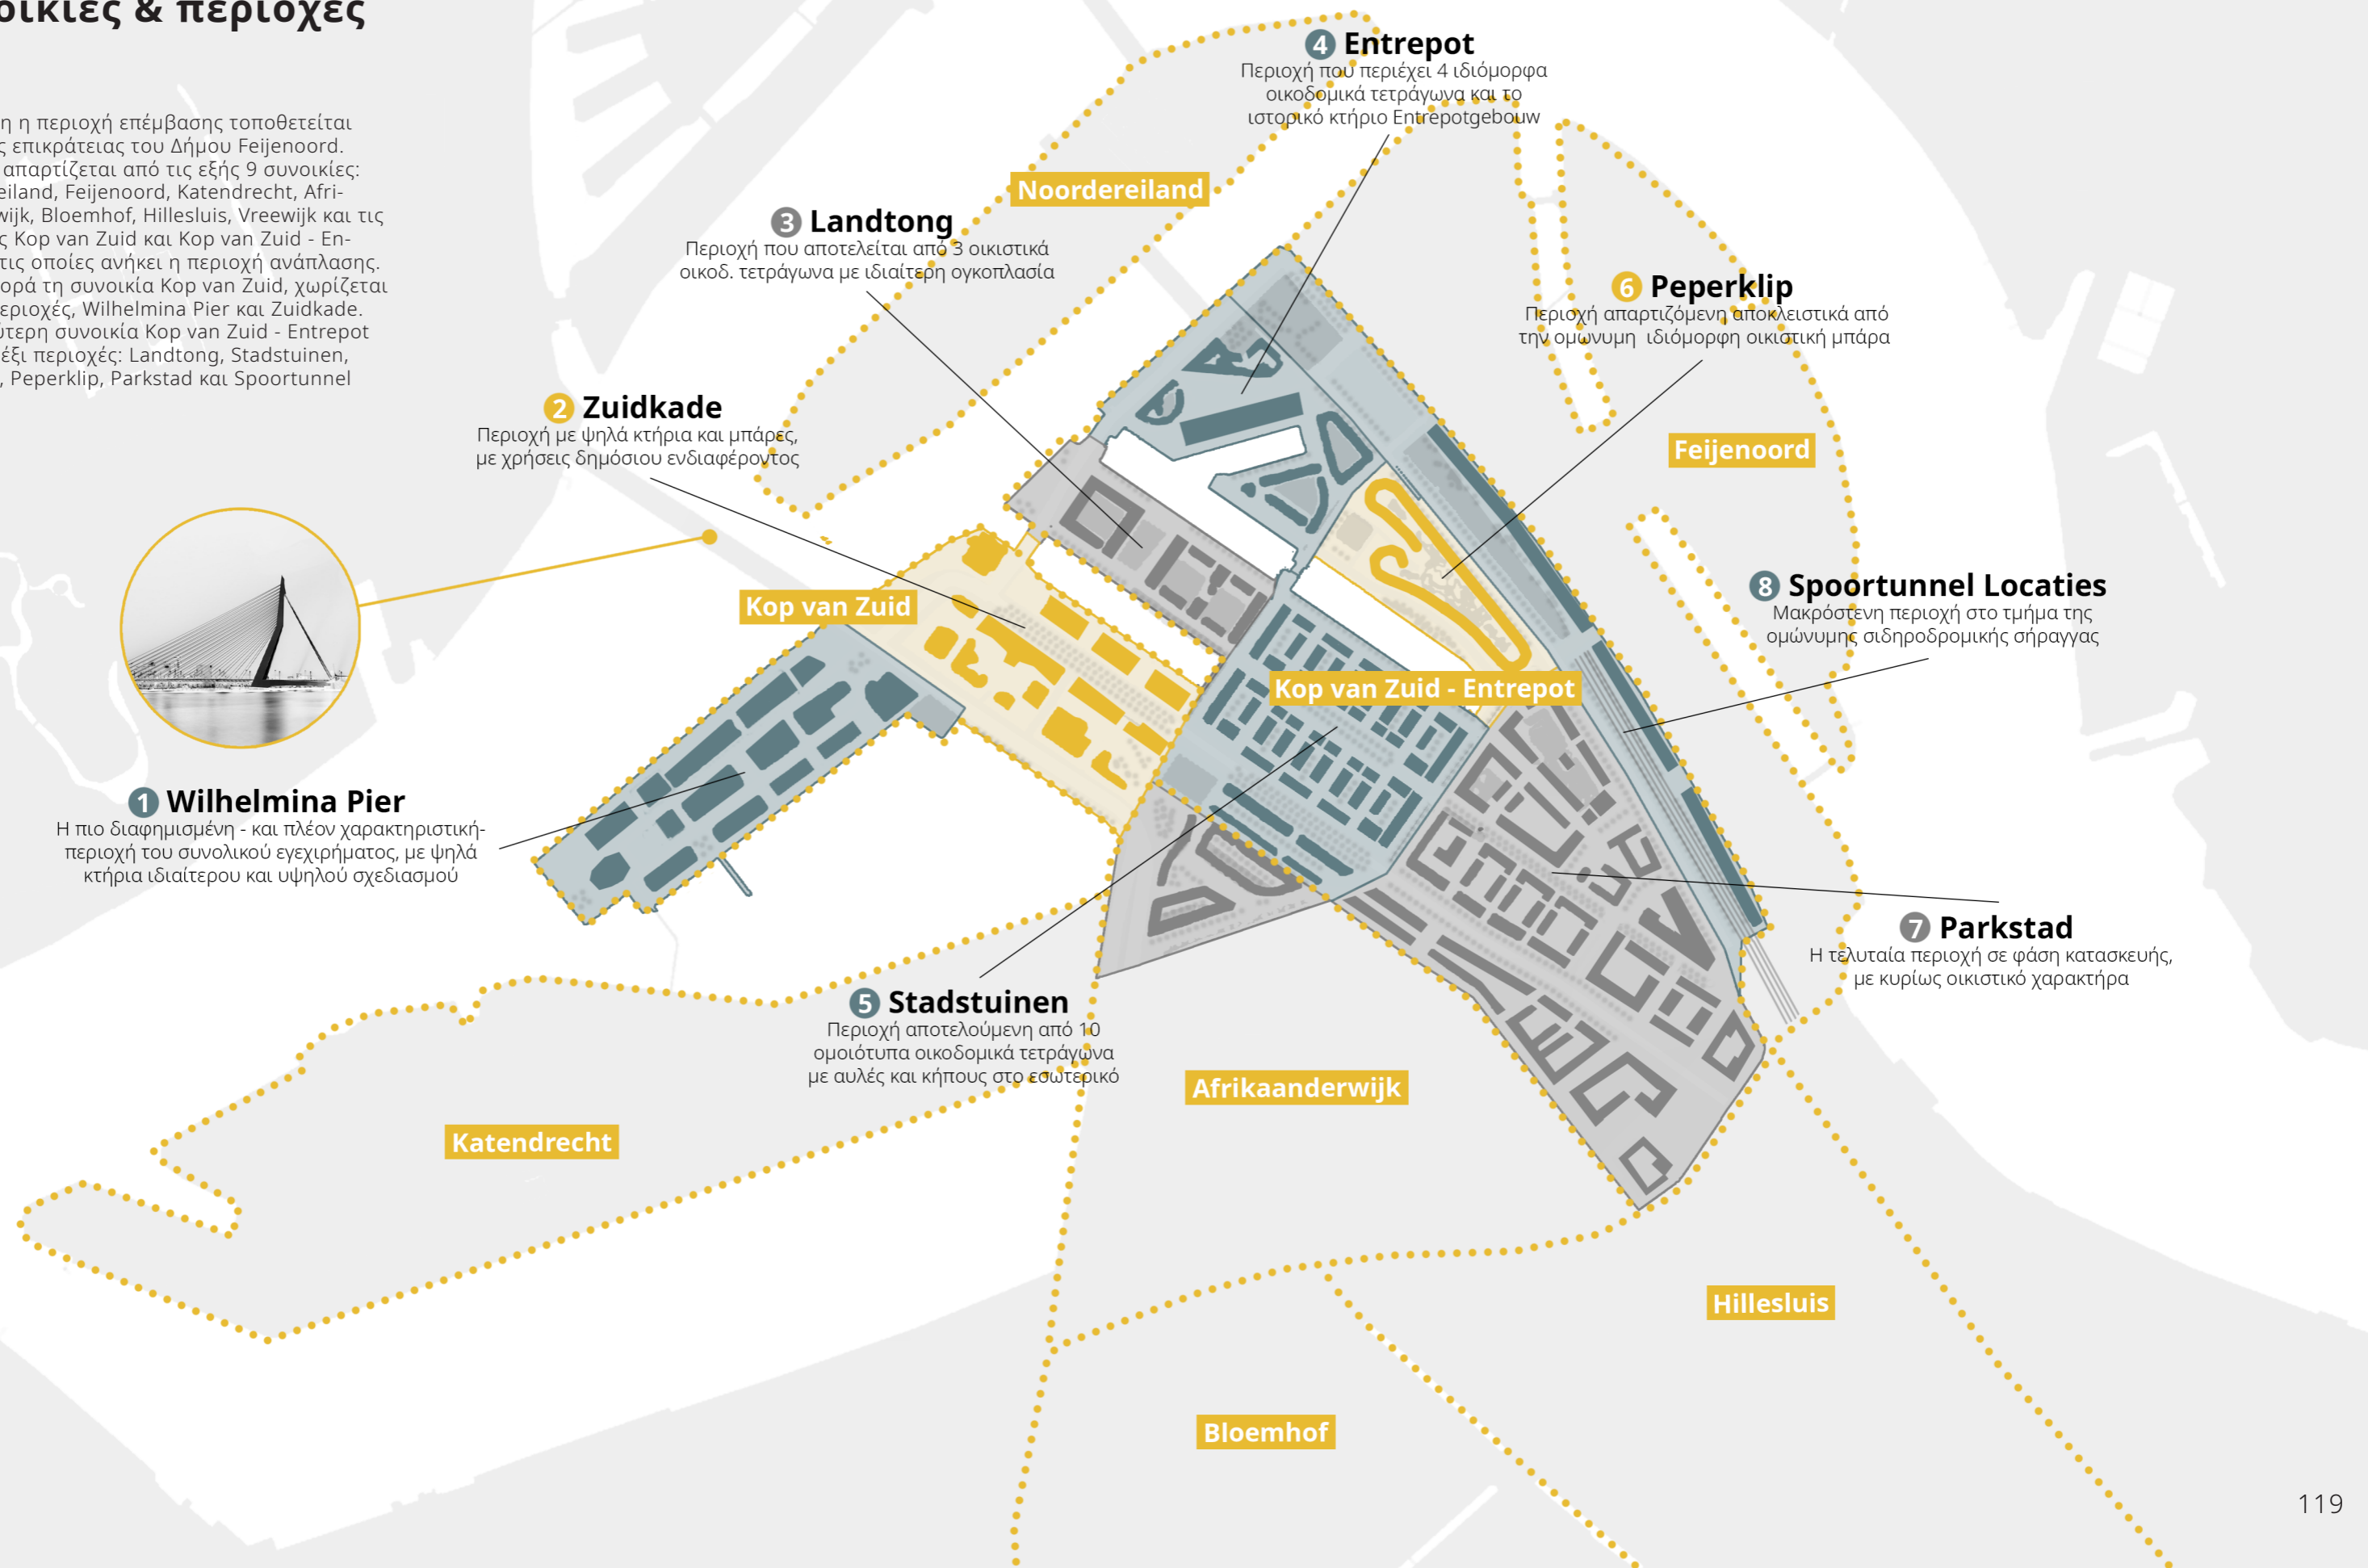 οικίες & περιοχές
η η περιοχή επέμβασης τοποθετείται
ς επικράτειας του Δήμου Feijenoord.
απαρτίζεται από τις εξής 9 συνοικίες:
eiland, Feijenoord, Katendrecht, Afri-
wijk, Bloemhof, Hillesluis, Vreewijk και τις
ς Kop van Zuid και Kop van Zuid - En-
τις οποίες ανήκει η περιοχή ανάπλασης.
ορά τη συνοικία Kop van Zuid, χωρίζεται
εριοχές, Wilhelmina Pier και Zuidkade.
ύτερη συνοικία Kop van Zuid - Entrepot
έξι περιοχές: Landtong, Stadstuinen,
, Peperklip, Parkstad και Spoortunnel
4 Entrepot
Περιοχή που περιέχει 4 ιδιόμορφα
οικοδομικά τετράγωνα και το
ιστορικό κτήριο Entrepotgebouw
Noordereiland
3 Landtong
Περιοχή που αποτελείται από 3 οικιστικά
οικοδ. τετράγωνα με ιδιαίτερη ογκοπλασία
6 Peperklip
Περιοχή απαρτιζόμενη αποκλειστικά από
την ομώνυμη ιδιόμορφη οικιστική μπάρα
2 Zuidkade
Περιοχή με ψηλά κτήρια και μπάρες,
με χρήσεις δημόσιου ενδιαφέροντος
Feijenoord
Kop van Zuid
8 Spoortunnel Locaties
Μακρόστενη περιοχή στο τμήμα της
ομώνυμης σιδηροδρομικής σήραγγας
Kop van Zuid - Entrepot
1 Wilhelmina Pier
Η πιο διαφημισμένη - και πλέον χαρακτηριστική-
περιοχή του συνολικού εγεχιρήματος, με ψηλά
κτήρια ιδιαίτερου και υψηλού σχεδιασμού
7 Parkstad
Η τελυταία περιοχή σε φάση κατασκευής,
με κυρίως οικιστικό χαρακτήρα
5 Stadstuinen
Περιοχή αποτελούμενη από 10
ομοιότυπα οικοδομικά τετράγωνα
με αυλές και κήπους στο εσωτερικό
Afrikaanderwijk
Katendrecht
Hillesluis
Bloemhof
119